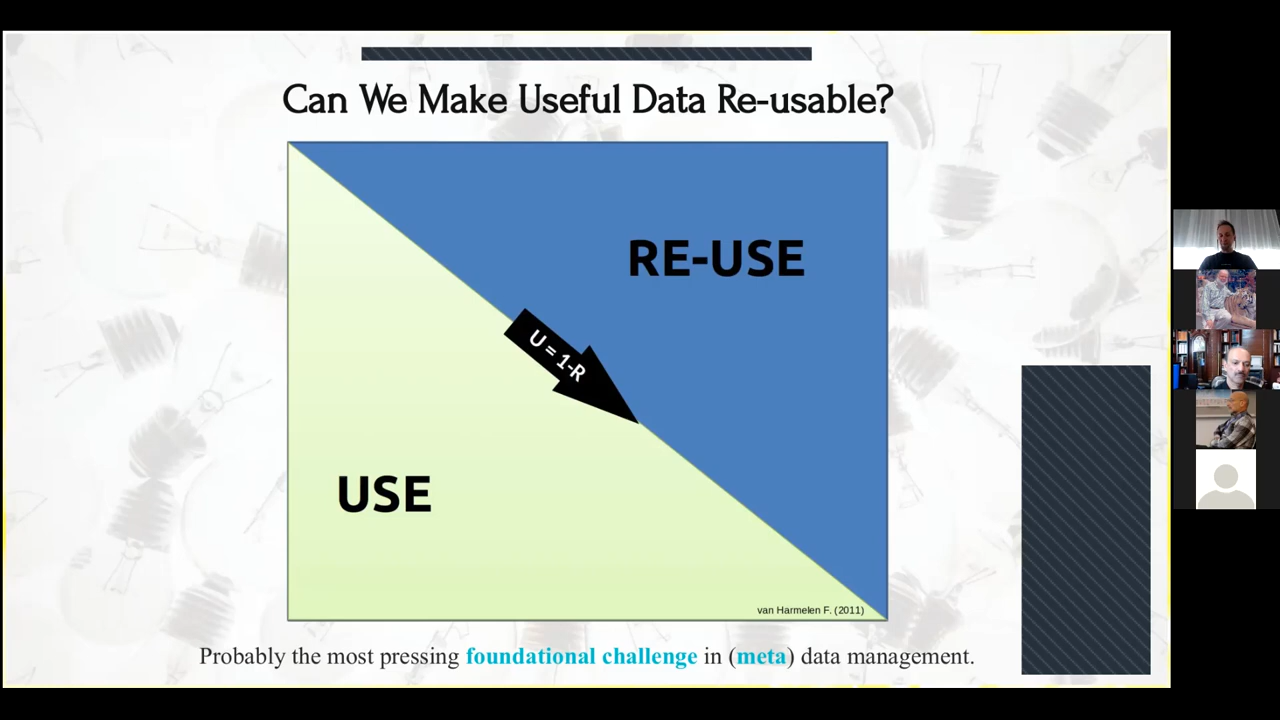 Can We Make Useful Data Re-usable?
RE-USE
U = 1-R
USE
van Harmelen F. (2011)
Probably the most pressing foundational challenge in (meta) data management.